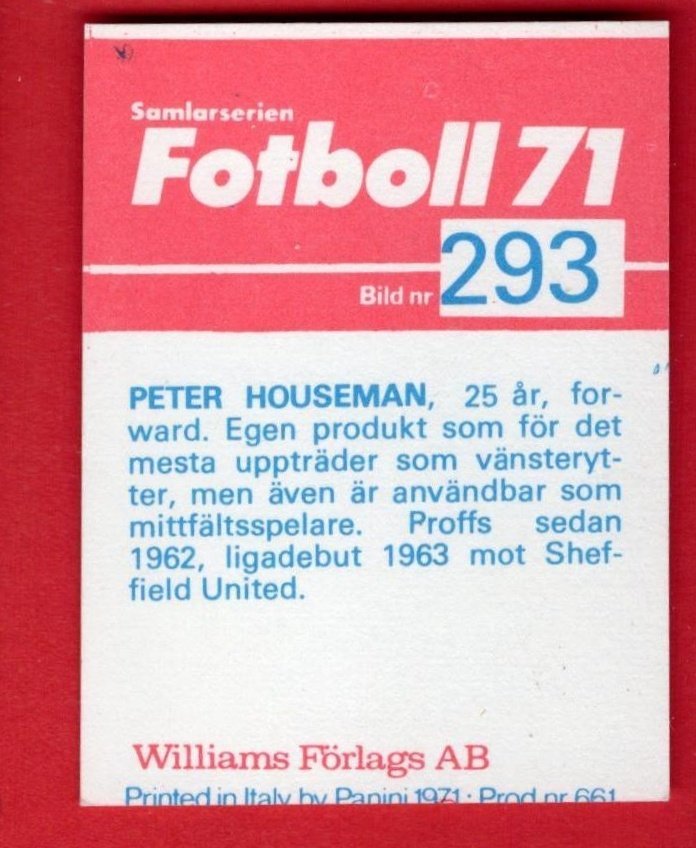 Samlarserien
Fotboll 71
Bild nr 293
PETER HOUSEMAN, 25 år, for-
ward. Egen produkt som för det
mesta uppträder som vänsteryt-
ter, men även är användbar som
mittfältsspelare. Proffs sedan
1962, ligadebut 1963 mot Shef-
field United.
Williams Förlags AB
Printed in Italy by Panini 1971 · Prod nr 661